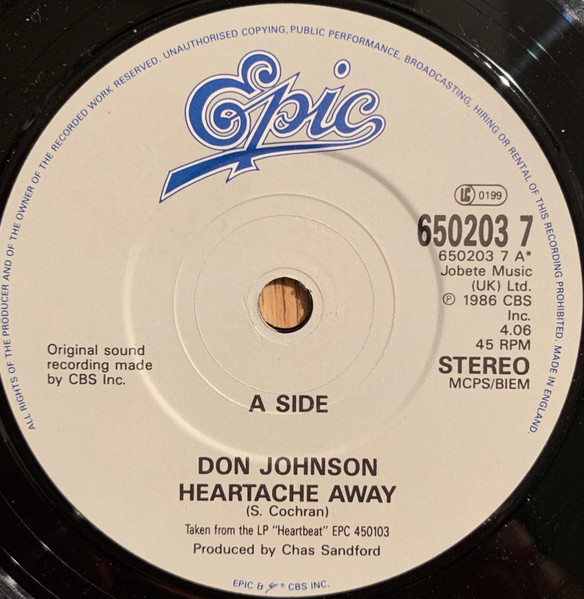 ALL RIGHTS OF THE PRODUCER AND OF THE OWNER OF THE RECORDED WORK RESERVED. UNAUTHORISED COPYING, PUBLIC PERFORMANCE, BROADCASTING, HIRING OR RENTAL OF THIS RECORDING PROHIBITED. MADE IN ENGLAND.
Epic
LC 0199
650203 7
650203 7 A*
Jobete Music
(UK) Ltd.
℗ 1986 CBS
Inc.
4.06
45 RPM
STEREO
MCPS/BIEM
Original sound
recording made
by CBS Inc.
A SIDE
DON JOHNSON
HEARTACHE AWAY
(S. Cochran)
Taken from the LP "Heartbeat" EPC 450103
Produced by Chas Sandford
EPIC & Epic ® CBS INC.